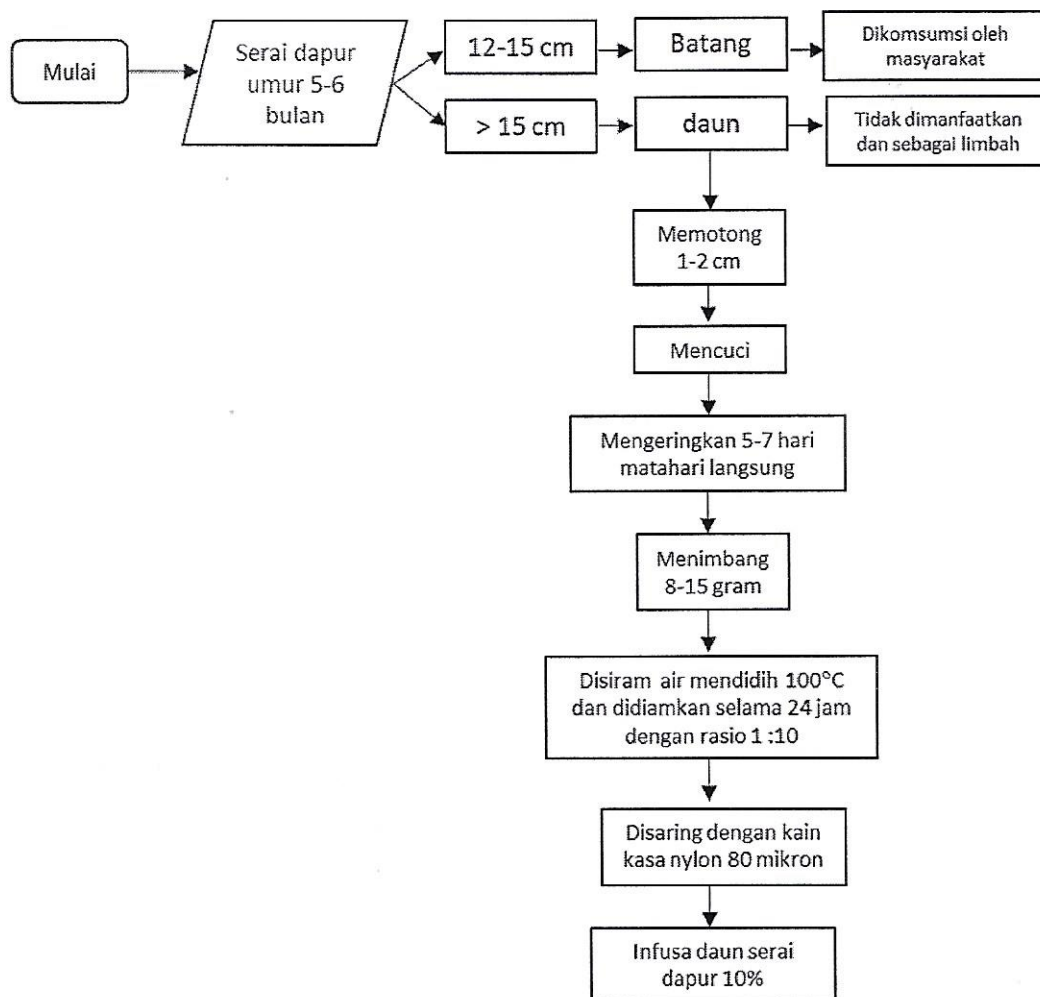 Mulai
Serai dapur
umur 5-6
bulan
12-15 cm
Batang
Dikomsumsi oleh
masyarakat
> 15 cm
daun
Tidak dimanfaatkan
dan sebagai limbah
Memotong
1-2 cm
Mencuci
Mengeringkan 5-7 hari
matahari langsung
Menimbang
8-15 gram
Disiram air mendidih 100°C
dan didiamkan selama 24 jam
dengan rasio 1 :10
Disaring dengan kain
kasa nylon 80 mikron
Infusa daun serai
dapur 10%